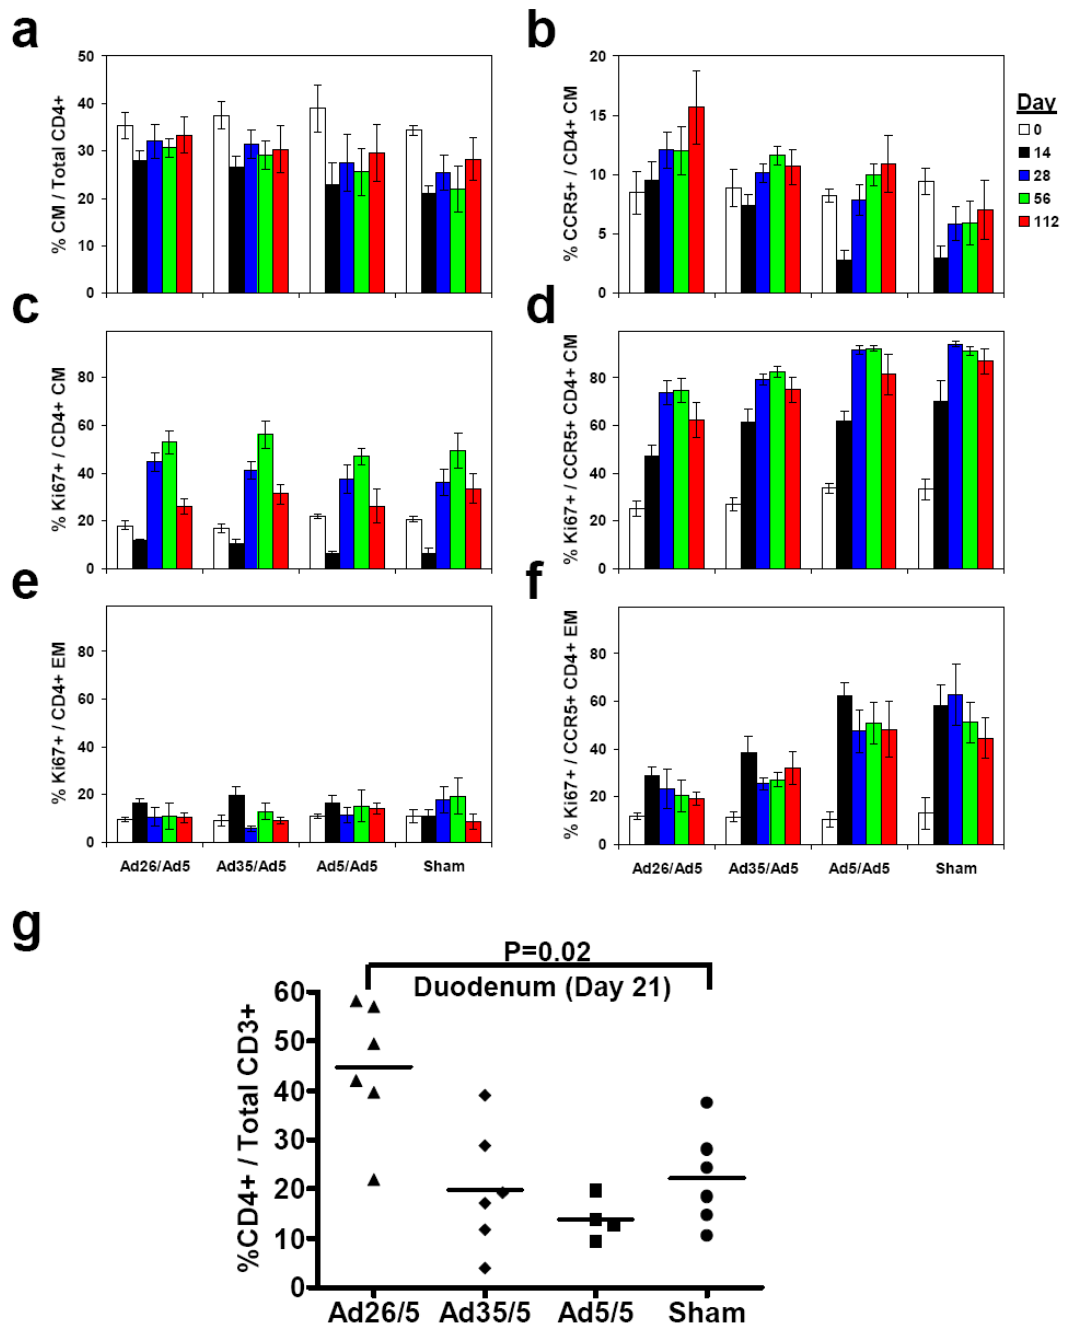 a
b
50
40
30
20
10
0
% CM / Total CD4+
20
15
10
5
0
% CCR5+ / CD4+ CM
Day
0
14
28
56
112
c
d
80
60
40
20
0
% Ki67+ / CD4+ CM
80
60
40
20
0
% Ki67+ / CCR5+ CD4+ CM
e
f
80
60
40
20
0
% Ki67+ / CD4+ EM
Ad26/Ad5 Ad35/Ad5 Ad5/Ad5 Sham
80
60
40
20
0
% Ki67+ / CCR5+ CD4+ EM
Ad26/Ad5 Ad35/Ad5 Ad5/Ad5 Sham
g
P=0.02
Duodenum (Day 21)
60
50
40
30
20
10
0
%CD4+ / Total CD3+
Ad26/5 Ad35/5 Ad5/5 Sham